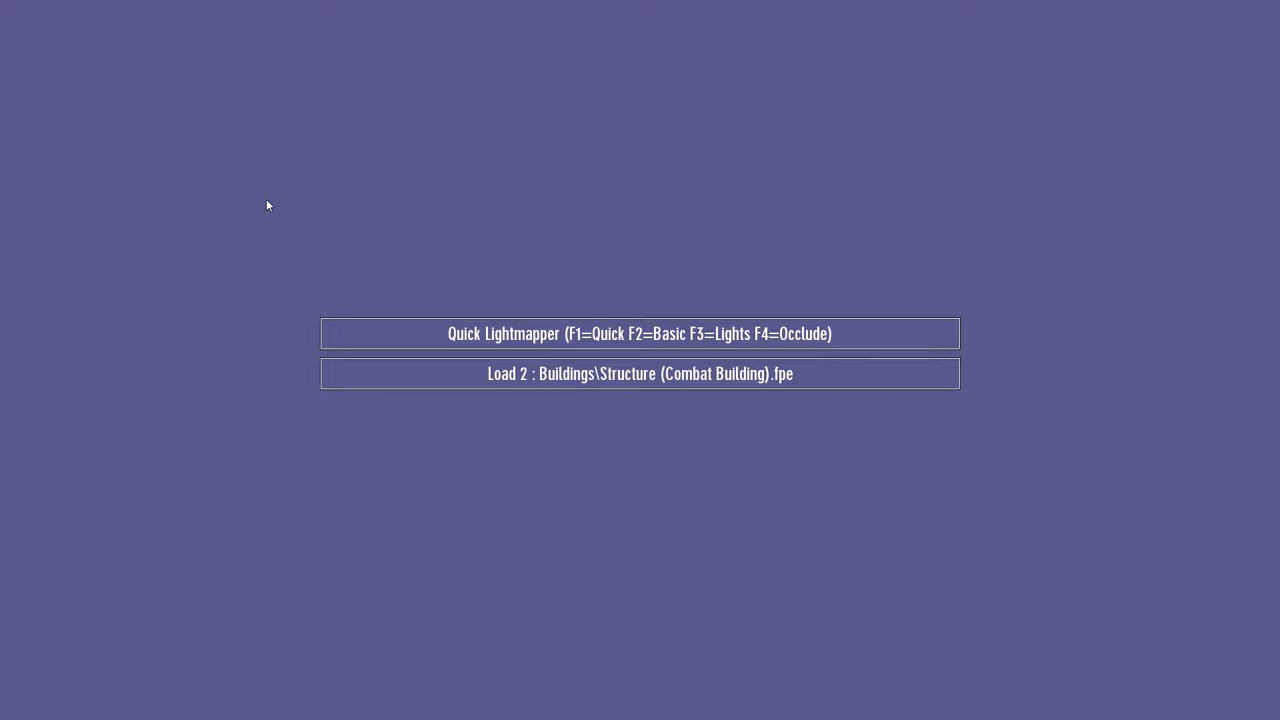 Quick Lightmapper (F1=Quick F2=Basic F3=Lights F4=Occlude)
Load 2 : Buildings\Structure (Combat Building).fpe